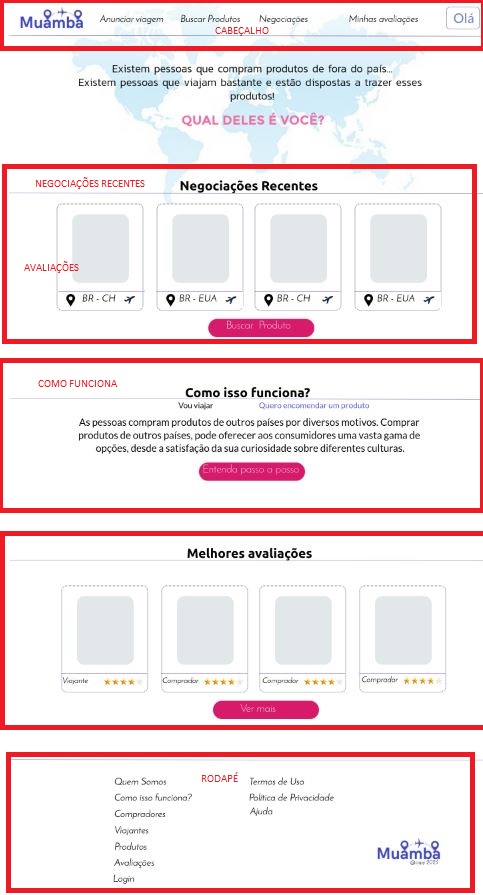 Muamba Anunciar viagem Buscar Produtos Negociações Minhas avaliações Olá
CABEÇALHO
Existem pessoas que compram produtos de fora do país...
Existem pessoas que viajam bastante e estão dispostas a trazer esses
produtos!
QUAL DELES É VOCÊ?
NEGOCIAÇÕES RECENTES
Negociações Recentes
AVALIAÇÕES
BR - CH BR - EUA BR - CH BR - EUA
Buscar Produto
COMO FUNCIONA
Como isso funciona?
Vou viajar Quero encomendar um produto
As pessoas compram produtos de outros países por diversos motivos. Comprar
produtos de outros países, pode oferecer aos consumidores uma vasta gama de
opções, desde a satisfação da sua curiosidade sobre diferentes culturas.
Entenda passo a passo
Melhores avaliações
Viajante Comprador Comprador Comprador
Ver mais
RODAPÉ
Quem Somos Termos de Uso
Como isso funciona? Política de Privacidade
Compradores Ajuda
Viajantes
Produtos
Avaliações
Login
Muamba